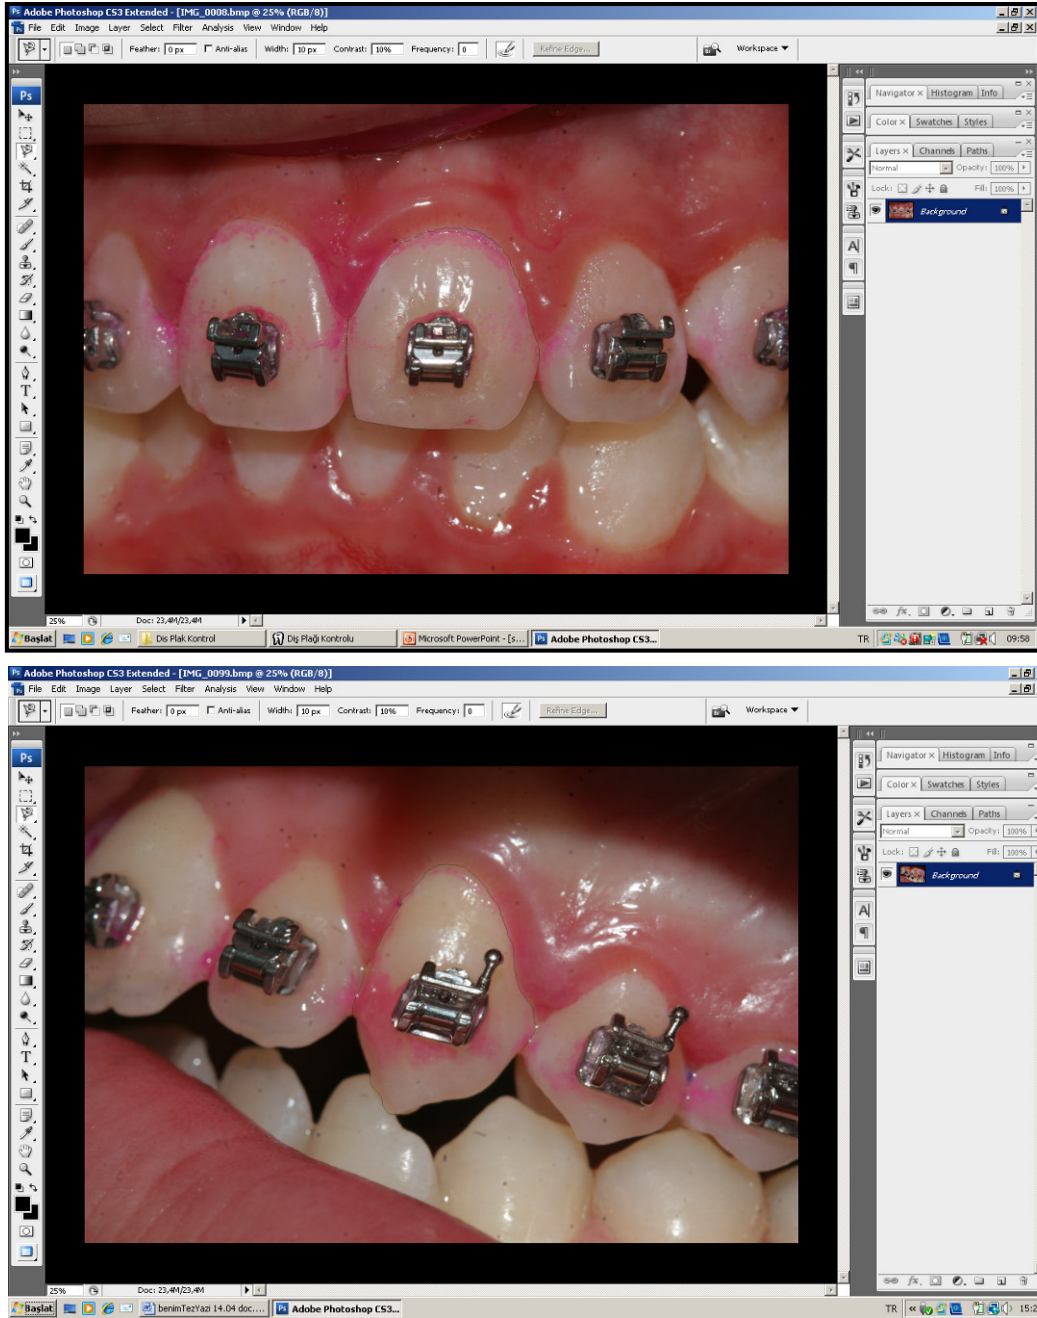 Adobe Photoshop CS3 Extended - [IMG_0008.bmp @ 25% (RGB/8)]
File Edit Image Layer Select Filter Analysis View Window Help
Feather: 0 px Anti-alias Width: 10 px Contrast: 10% Frequency: 0 Refine Edge... Workspace
Ps
Navigator × Histogram Info
Color × Swatches Styles
Layers × Channels Paths
Normal Opacity: 100%
Lock: Fill: 100%
Background
25% Doc: 23,4M/23,4M
Başlat Dis Plak Kontrol Diş Plağı Kontrolu Microsoft PowerPoint - [s... Adobe Photoshop CS3... TR 09:58
Adobe Photoshop CS3 Extended - [IMG_0099.bmp @ 25% (RGB/8)]
File Edit Image Layer Select Filter Analysis View Window Help
Feather: 0 px Anti-alias Width: 10 px Contrast: 10% Frequency: 0 Refine Edge... Workspace
Ps
Navigator × Histogram Info
Color × Swatches Styles
Layers × Channels Paths
Normal Opacity: 100%
Lock: Fill: 100%
Background
25% Doc: 23,4M/23,4M
Başlat benimTezYazi 14.04 doc.... Adobe Photoshop CS3... TR 15:2